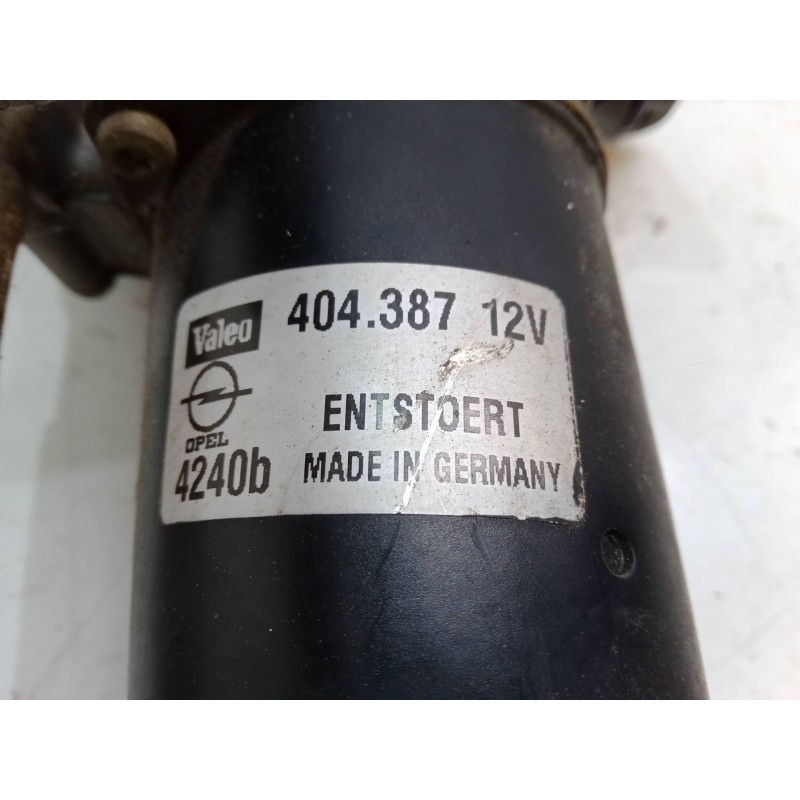 Valeo 404.387 12V
OPEL ENTSTOERT
4240b MADE IN GERMANY